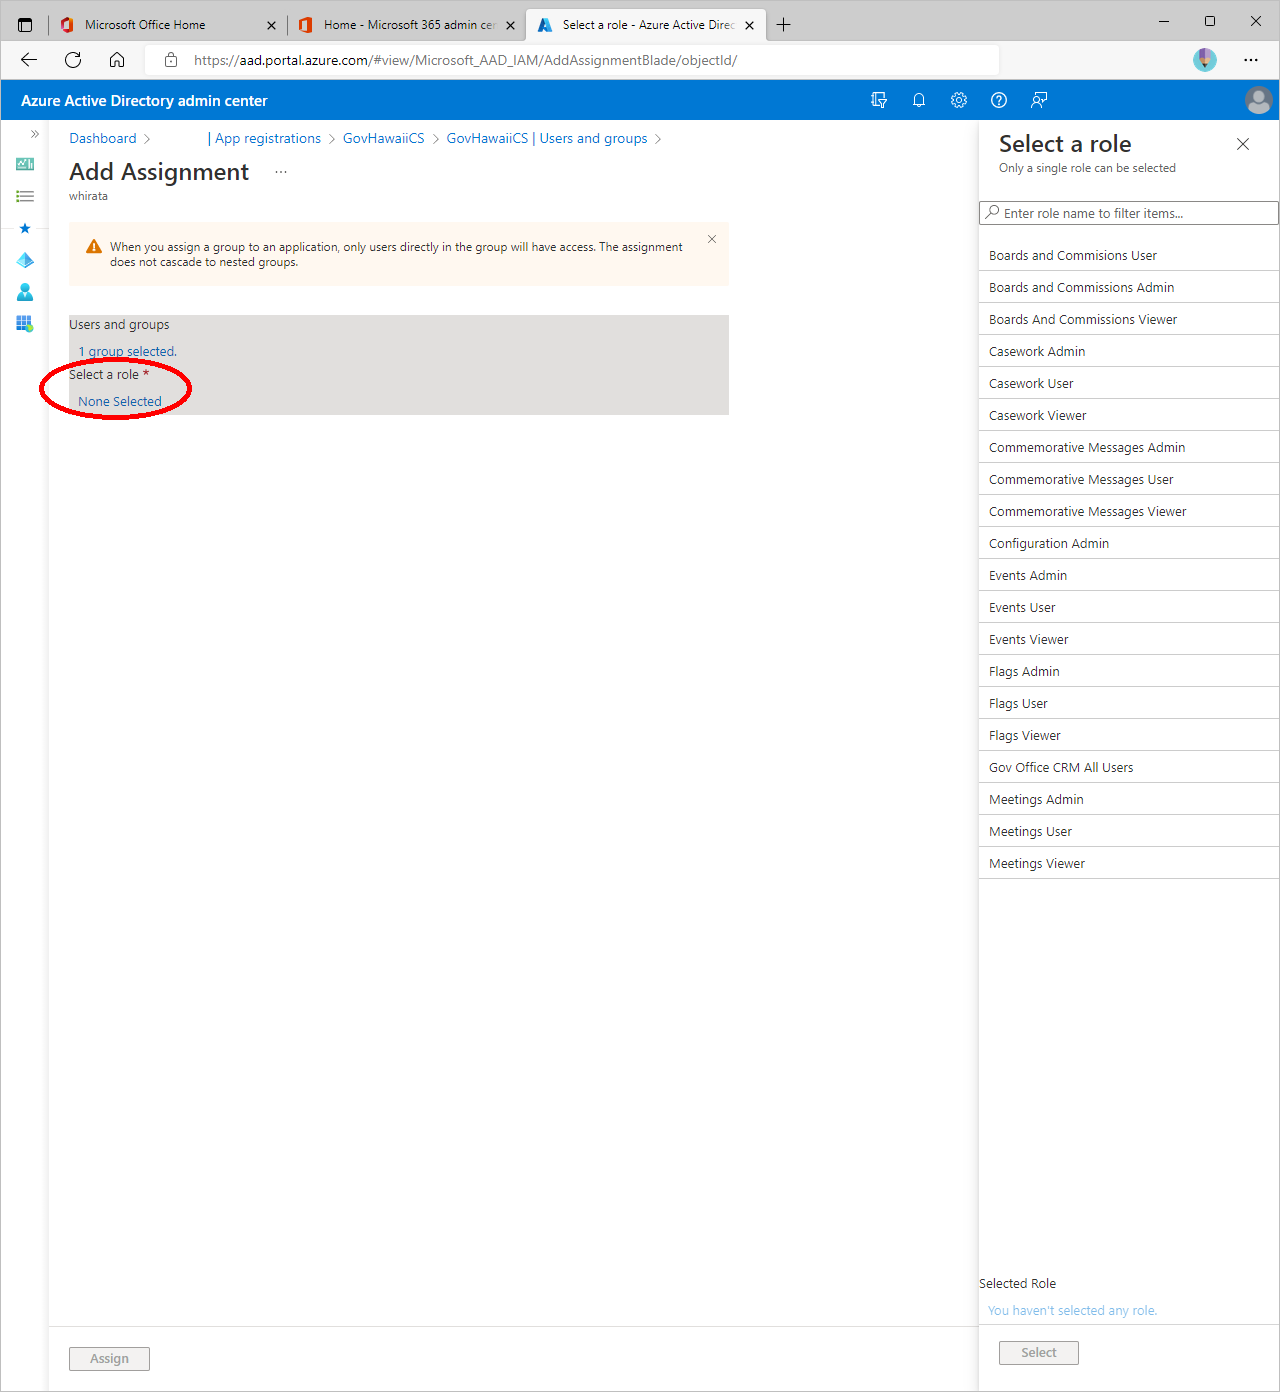 Microsoft Office Home
Home - Microsoft 365 admin cer
Select a role - Azure Active Direc
https://aad.portal.azure.com/#view/Microsoft_AAD_IAM/AddAssignmentBlade/objectId/
Azure Active Directory admin center
Dashboard > | App registrations > GovHawaiiCS > GovHawaiiCS | Users and groups >
Add Assignment ...
whirata
When you assign a group to an application, only users directly in the group will have access. The assignment
does not cascade to nested groups.
Users and groups
1 group selected.
Select a role *
None Selected
Assign
Select a role
Only a single role can be selected
Enter role name to filter items...
Boards and Commisions User
Boards and Commissions Admin
Boards And Commissions Viewer
Casework Admin
Casework User
Casework Viewer
Commemorative Messages Admin
Commemorative Messages User
Commemorative Messages Viewer
Configuration Admin
Events Admin
Events User
Events Viewer
Flags Admin
Flags User
Flags Viewer
Gov Office CRM All Users
Meetings Admin
Meetings User
Meetings Viewer
Selected Role
You haven't selected any role.
Select